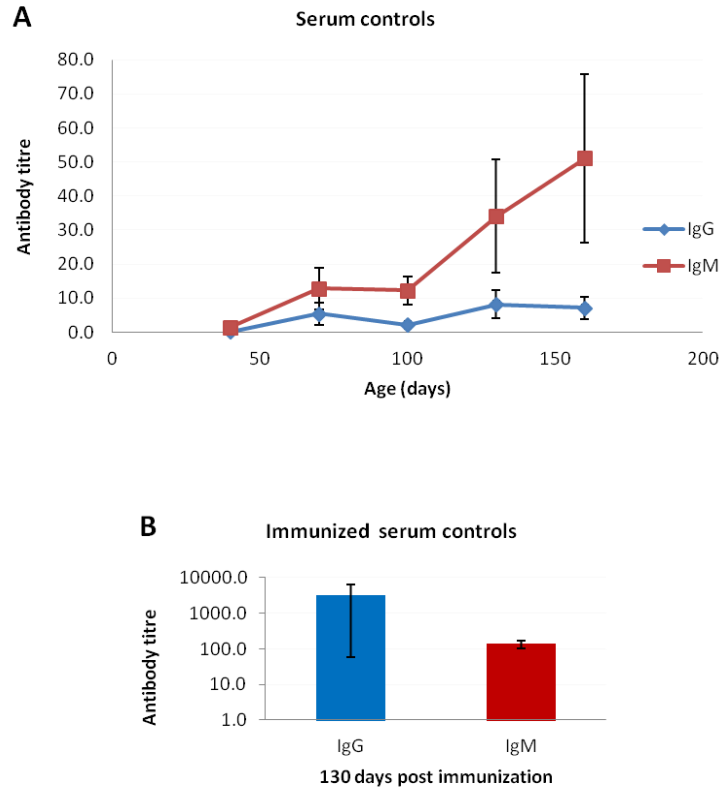 A
Serum controls
80.0
70.0
60.0
50.0
40.0
30.0
20.0
10.0
0.0
Antibody titre
0 50 100 150 200
Age (days)
IgG
IgM
B
Immunized serum controls
10000.0
1000.0
100.0
10.0
1.0
Antibody titre
IgG IgM
130 days post immunization